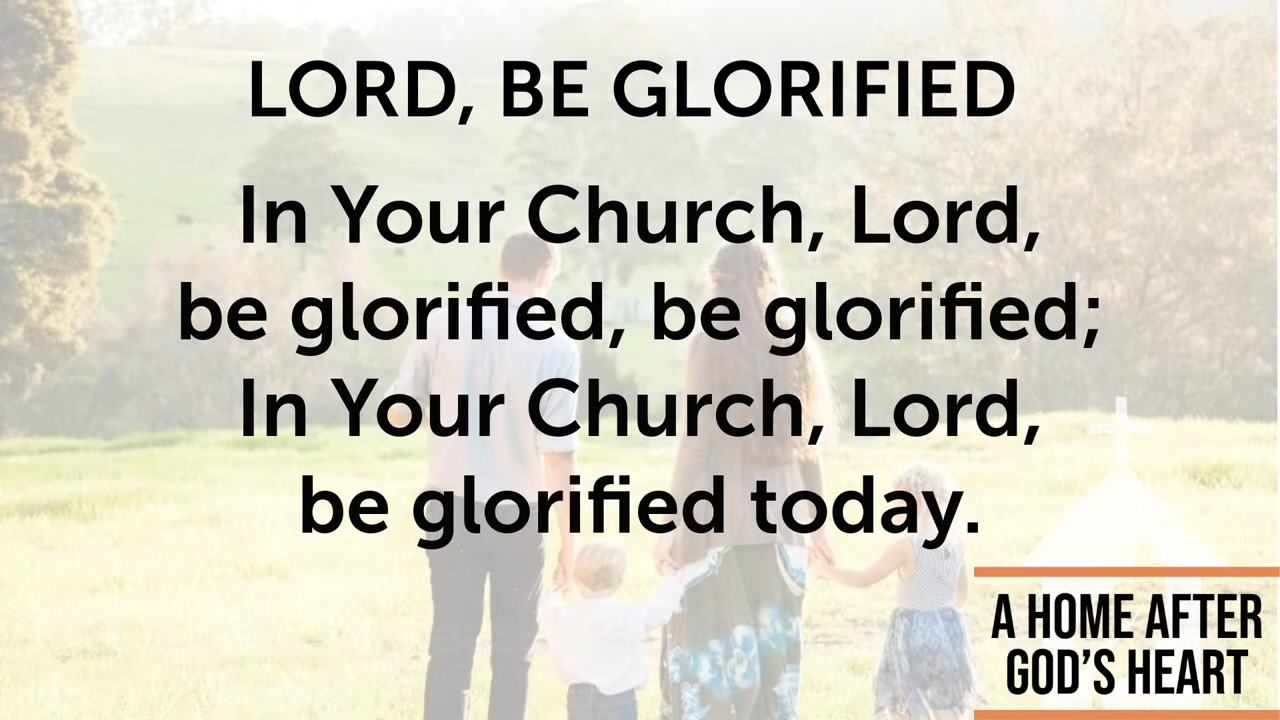 LORD, BE GLORIFIED
In Your Church, Lord,
be glorified, be glorified;
In Your Church, Lord,
be glorified today.
A HOME AFTER
GOD’S HEART